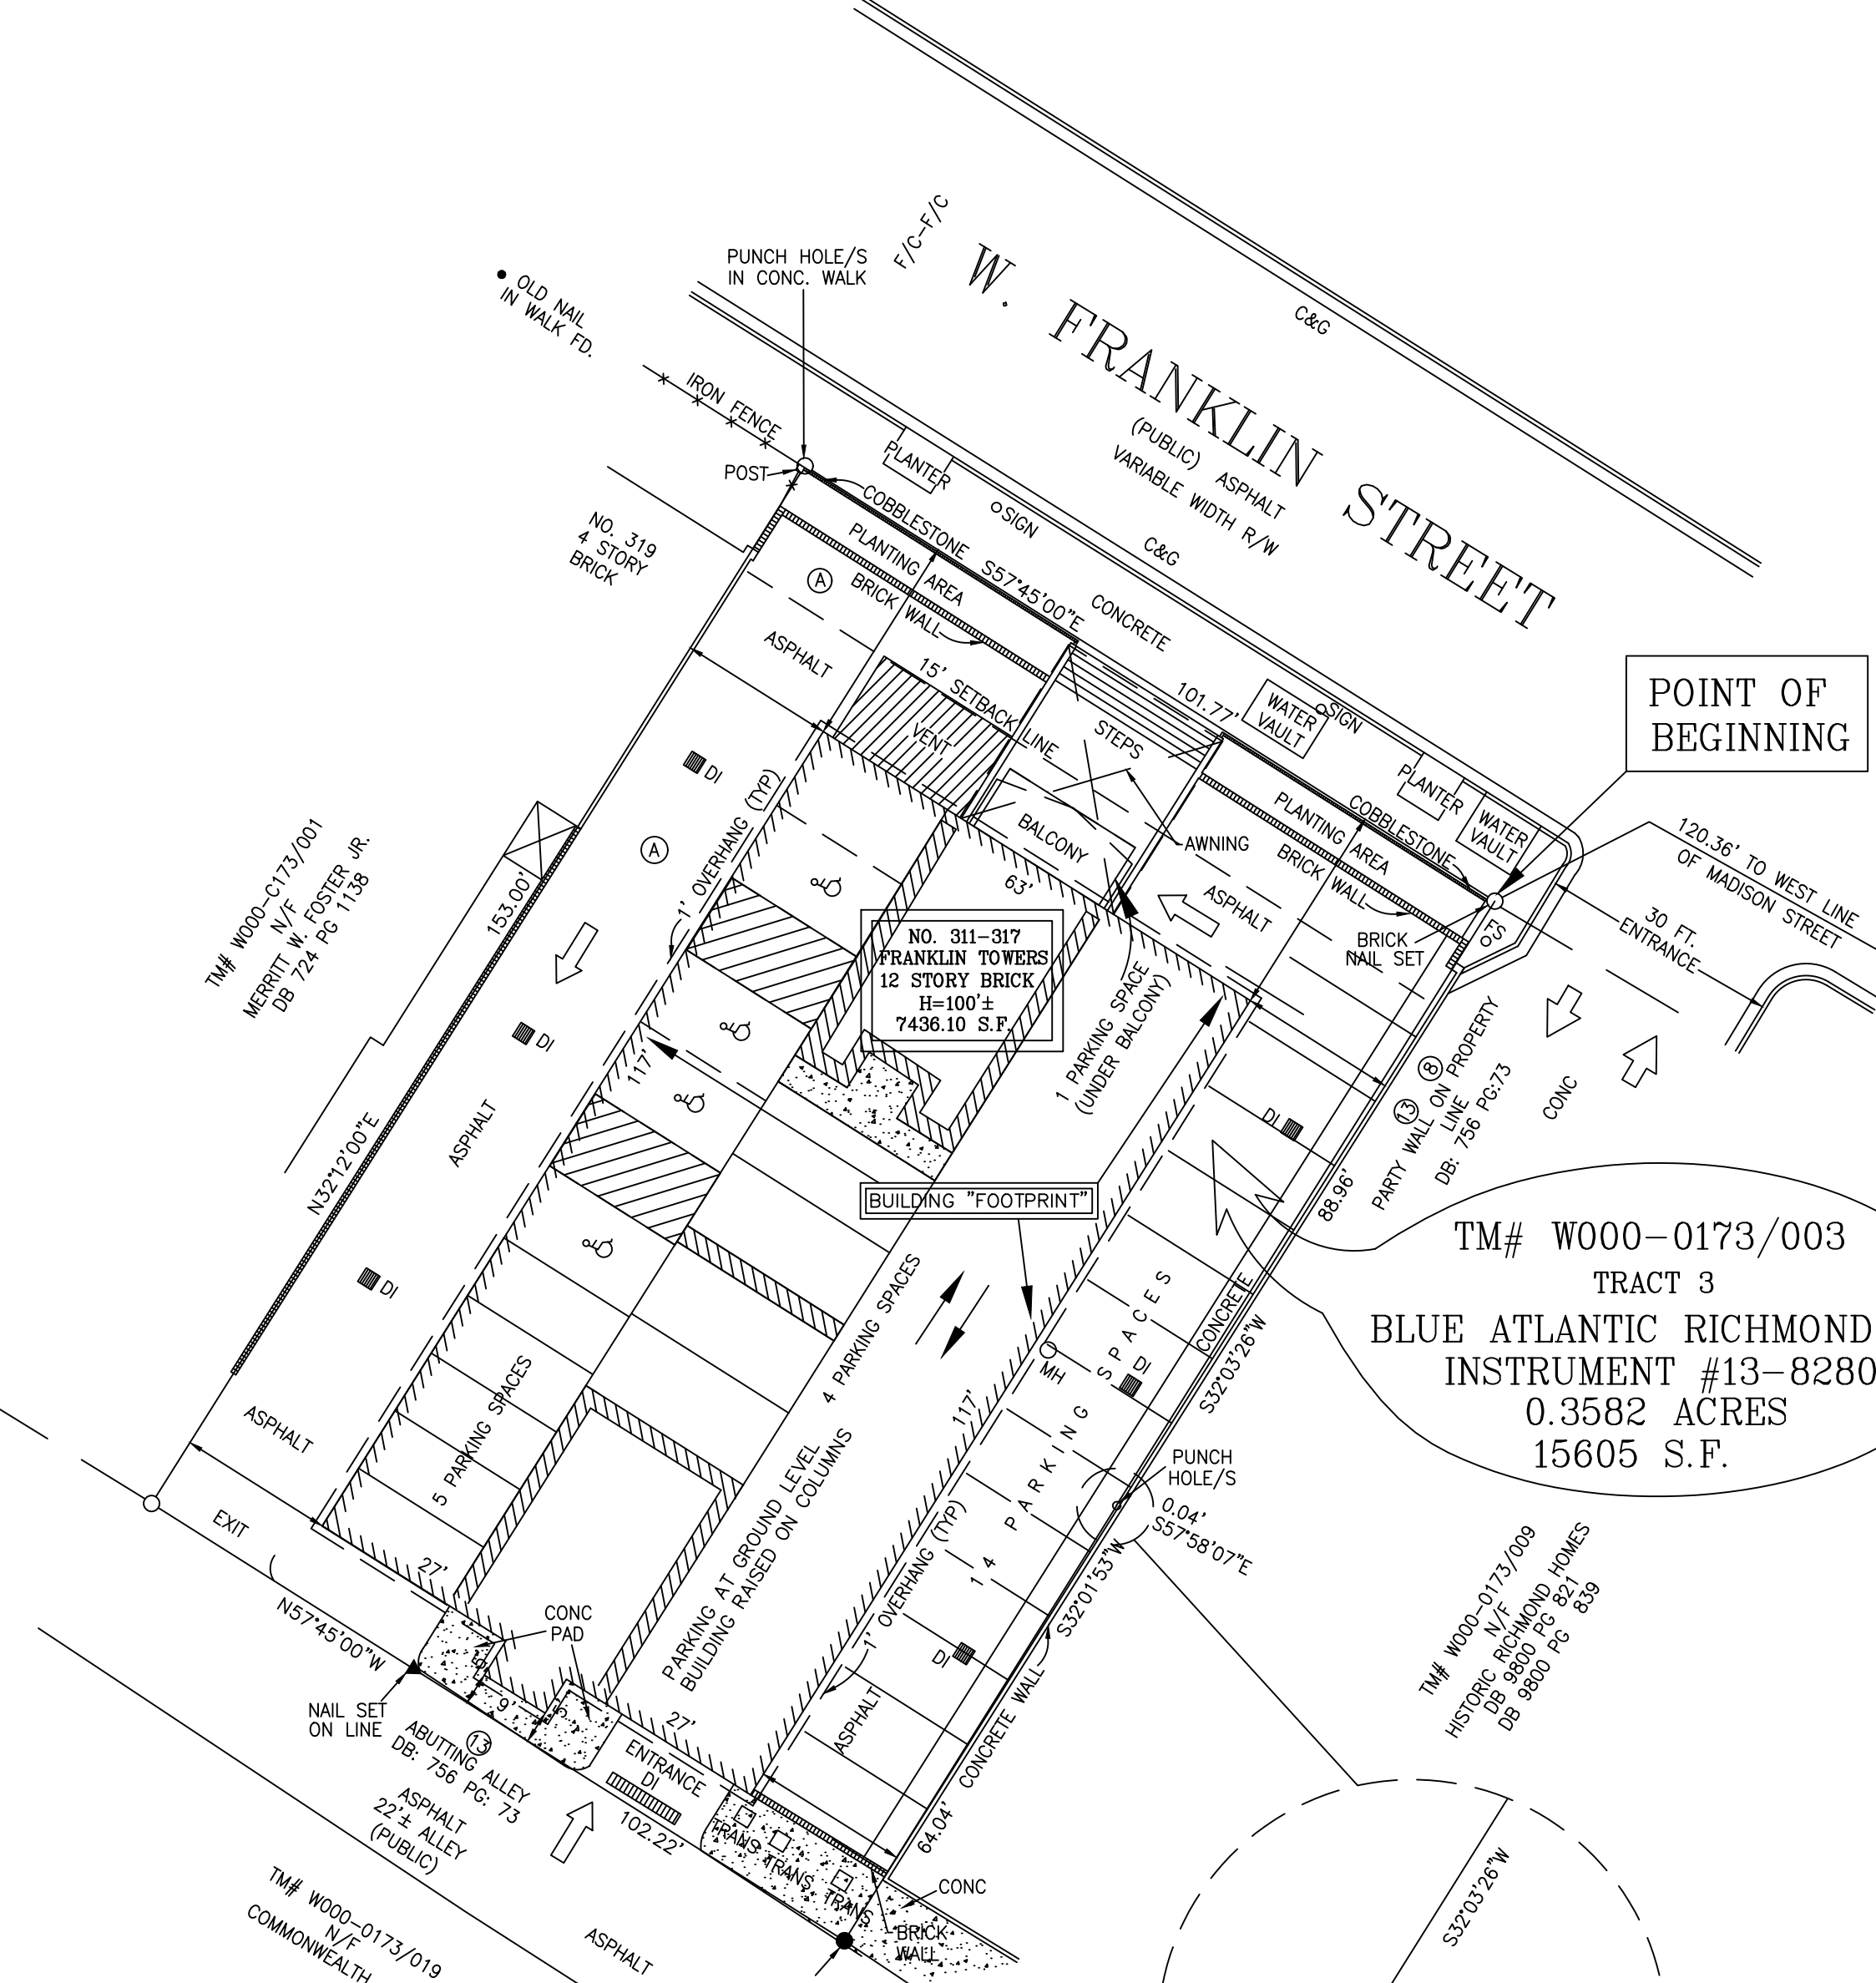 W. FRANKLIN STREET
(PUBLIC) ASPHALT
VARIABLE WIDTH R/W
F/C-F/C
C&G
PUNCH HOLE/S
IN CONC. WALK
OLD NAIL
IN WALK FD.
IRON FENCE
POST
PLANTER
SIGN
C&G
COBBLESTONE
S57°45'00"E
CONCRETE
PLANTING AREA
BRICK WALL
NO. 319
4 STORY
BRICK
A
ASPHALT
15' SETBACK LINE
VENT
STEPS
101.77'
WATER
VAULT
SIGN
PLANTER
WATER
VAULT
COBBLESTONE
PLANTING AREA
BRICK WALL
POINT OF
BEGINNING
120.36' TO WEST LINE
OF MADISON STREET
30 FT.
ENTRANCE
FS
BRICK
NAIL SET
AWNING
BALCONY
ASPHALT
63'
DI
A
1' OVERHANG (TYP)
153.00'
TM# W000-C173/001
N/F
MERRITT W. FOSTER JR.
DB 724 PG 1138
NO. 311-317
FRANKLIN TOWERS
12 STORY BRICK
H=100'±
7436.10 S.F.
1 PARKING SPACE
(UNDER BALCONY)
DI
117'
ASPHALT
N32°12'00"E
DI
DI
8
13
PARTY WALL ON PROPERTY
LINE
DB: 756 PG:73
CONC
88.96'
BUILDING "FOOTPRINT"
TM# W000-0173/003
TRACT 3
BLUE ATLANTIC RICHMOND
INSTRUMENT #13-8280
0.3582 ACRES
15605 S.F.
4 PARKING SPACES
5 PARKING SPACES
PARKING AT GROUND LEVEL
BUILDING RAISED ON COLUMNS
MH
DI
14 PARKING SPACES
CONCRETE
S32°03'26"W
117'
PUNCH
HOLE/S
0.04'
S57°58'07"E
S32°01'53"W
1' OVERHANG (TYP)
DI
ASPHALT
CONCRETE WALL
64.04'
TM# W000-0173/009
N/F
HISTORIC RICHMOND HOMES
DB 9800 PG 821
DB 9800 PG 839
ASPHALT
EXIT
27'
N57°45'00"W
CONC
PAD
5'
9'
5'
27'
NAIL SET
ON LINE
13
ABUTTING ALLEY
DB: 756 PG: 73
ASPHALT
22'± ALLEY
(PUBLIC)
ENTRANCE
DI
102.22'
TRANS
TRANS
TRANS
CONC
BRICK
WALL
TM# W000-0173/019
N/F
COMMONWEALTH
ASPHALT
S32°03'26"W